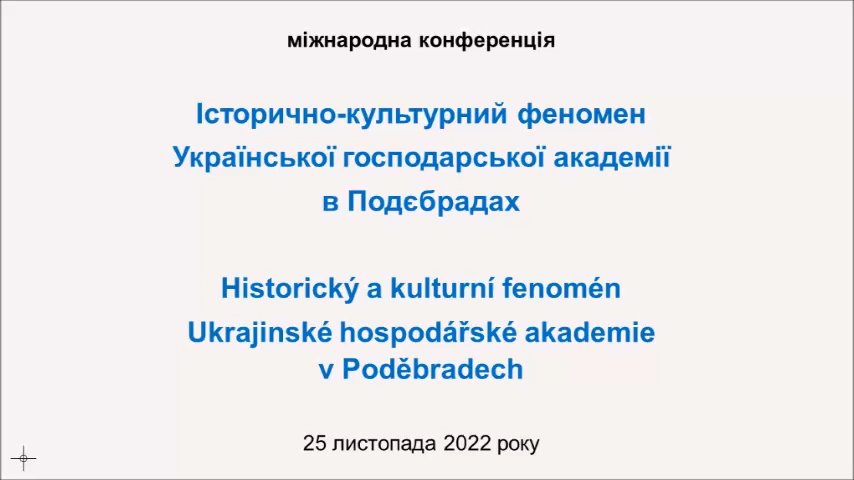 міжнародна конференція
Історично-культурний феномен
Української господарської академії
в Подєбрадах
Historický a kulturní fenomén
Ukrajinské hospodářské akademie
v Poděbradech
25 листопада 2022 року